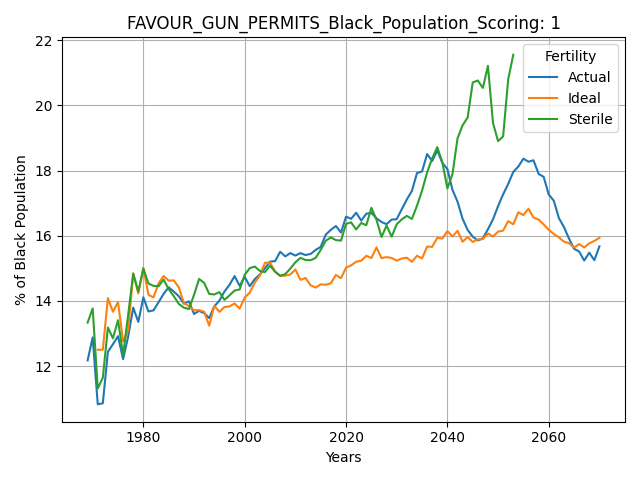 FAVOUR_GUN_PERMITS_Black_Population_Scoring: 1
% of Black Population
22
20
18
16
14
12
Fertility
Actual
Ideal
Sterile
1980
2000
2020
2040
2060
Years